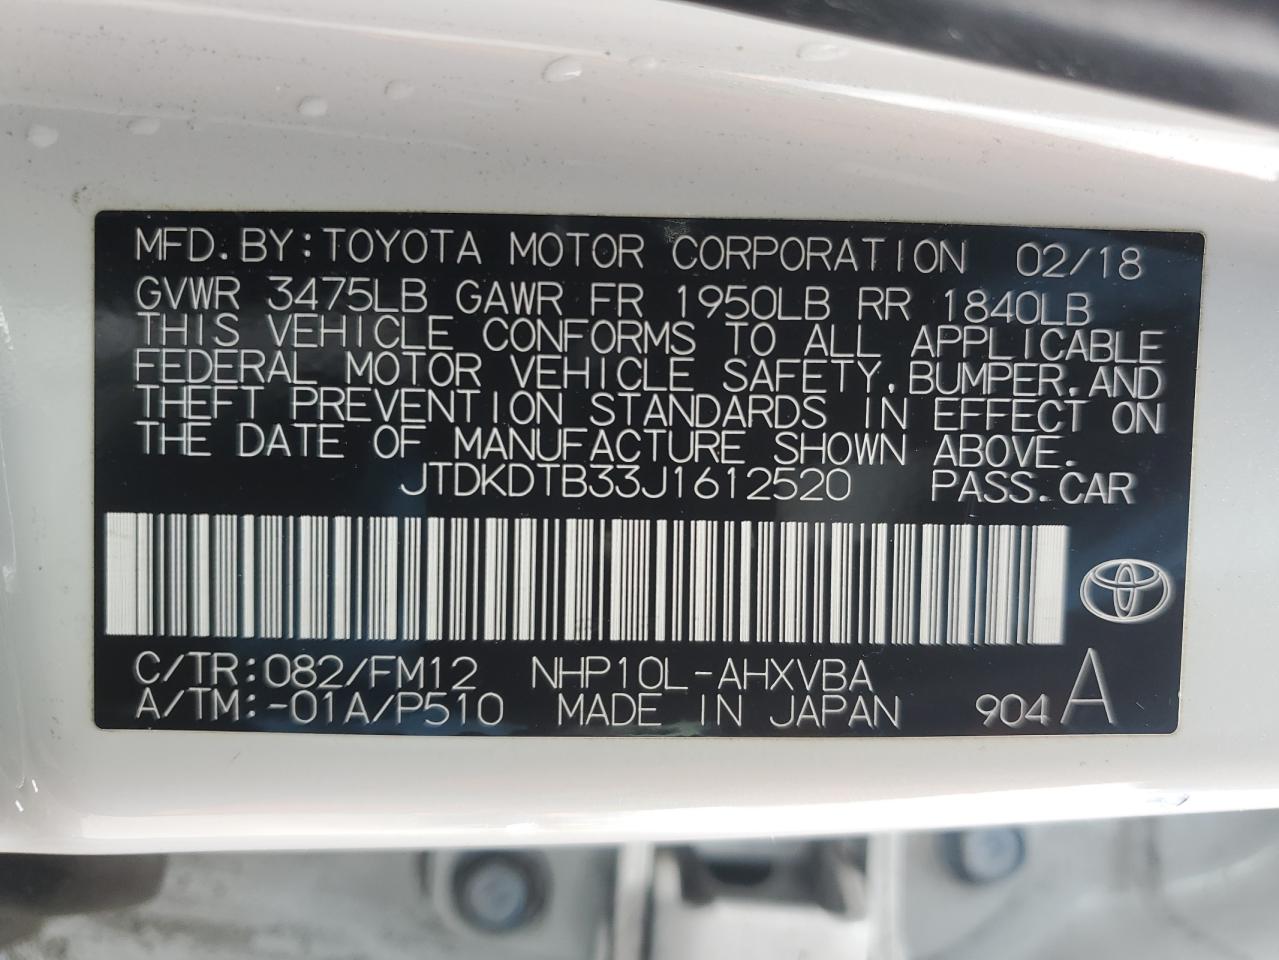 MFD.BY:TOYOTA MOTOR CORPORATION 02/18
GVWR 3475LB GAWR FR 1950LB RR 1840LB
THIS VEHICLE CONFORMS TO ALL APPLICABLE
FEDERAL MOTOR VEHICLE SAFETY,BUMPER,AND
THEFT PREVENTION STANDARDS IN EFFECT ON
THE DATE OF MANUFACTURE SHOWN ABOVE.
JTDKDTB33J1612520 PASS.CAR
C/TR:082/FM12 NHP10L-AHXVBA
A/TM:-01A/P510 MADE IN JAPAN 904 A